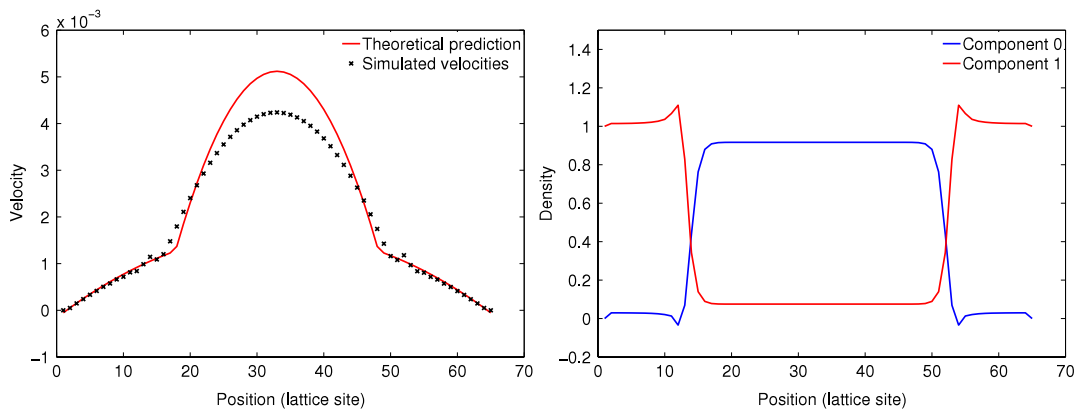 x 10⁻³
6
5
4
3
2
1
0
−1
Velocity
Theoretical prediction
Simulated velocities
0 10 20 30 40 50 60 70
Position (lattice site)
1.4
1.2
1
0.8
0.6
0.4
0.2
0
−0.2
Density
Component 0
Component 1
0 10 20 30 40 50 60 70
Position (lattice site)